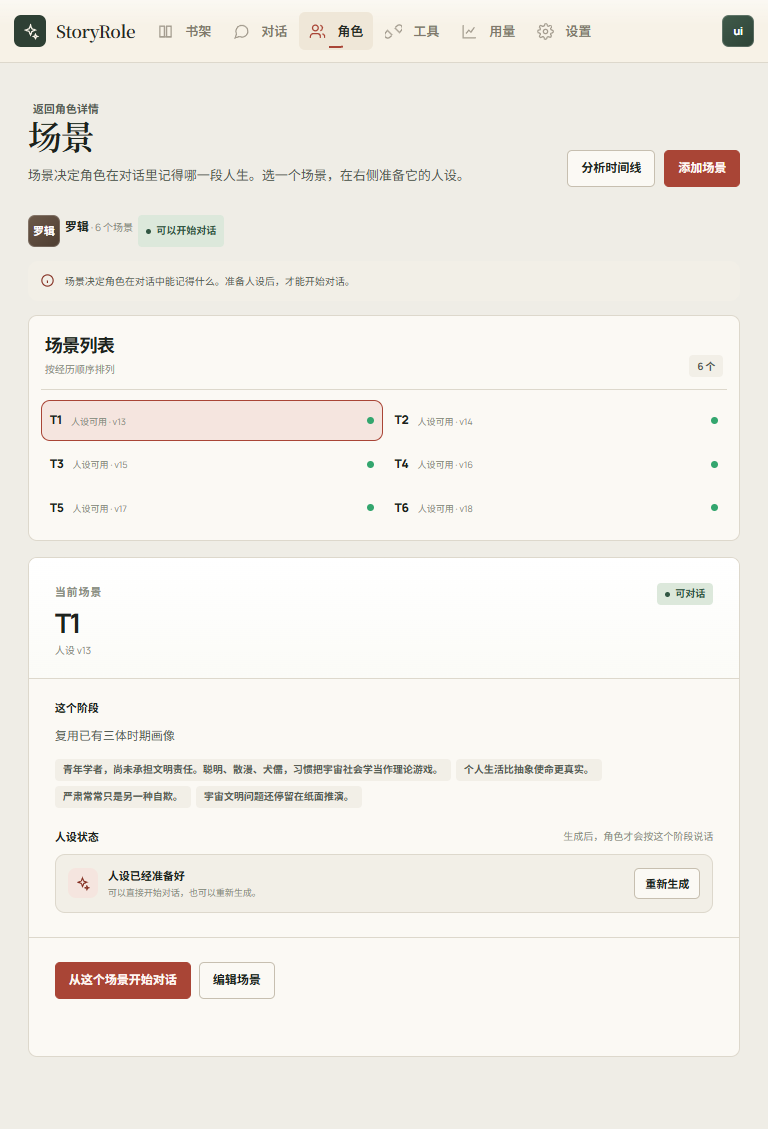 StoryRole 书架 对话 角色 工具 用量 设置 ui
返回角色详情
场景
场景决定角色在对话里记得哪一段人生。选一个场景，在右侧准备它的人设。
分析时间线 添加场景
罗辑 罗辑 · 6 个场景 可以开始对话
场景决定角色在对话中能记得什么。准备人设后，才能开始对话。
场景列表
按经历顺序排列
6 个
T1 人设可用 · v13 T2 人设可用 · v14
T3 人设可用 · v15 T4 人设可用 · v16
T5 人设可用 · v17 T6 人设可用 · v18
当前场景
可对话
T1
人设 v13
这个阶段
复用已有三体时期画像
青年学者，尚未承担文明责任。聪明、散漫、犬儒，习惯把宇宙社会学当作理论游戏。 个人生活比抽象使命更真实。
严肃常常只是另一种自欺。 宇宙文明问题还停留在纸面推演。
人设状态 生成后，角色才会按这个阶段说话
人设已经准备好
可以直接开始对话，也可以重新生成。
重新生成
从这个场景开始对话 编辑场景